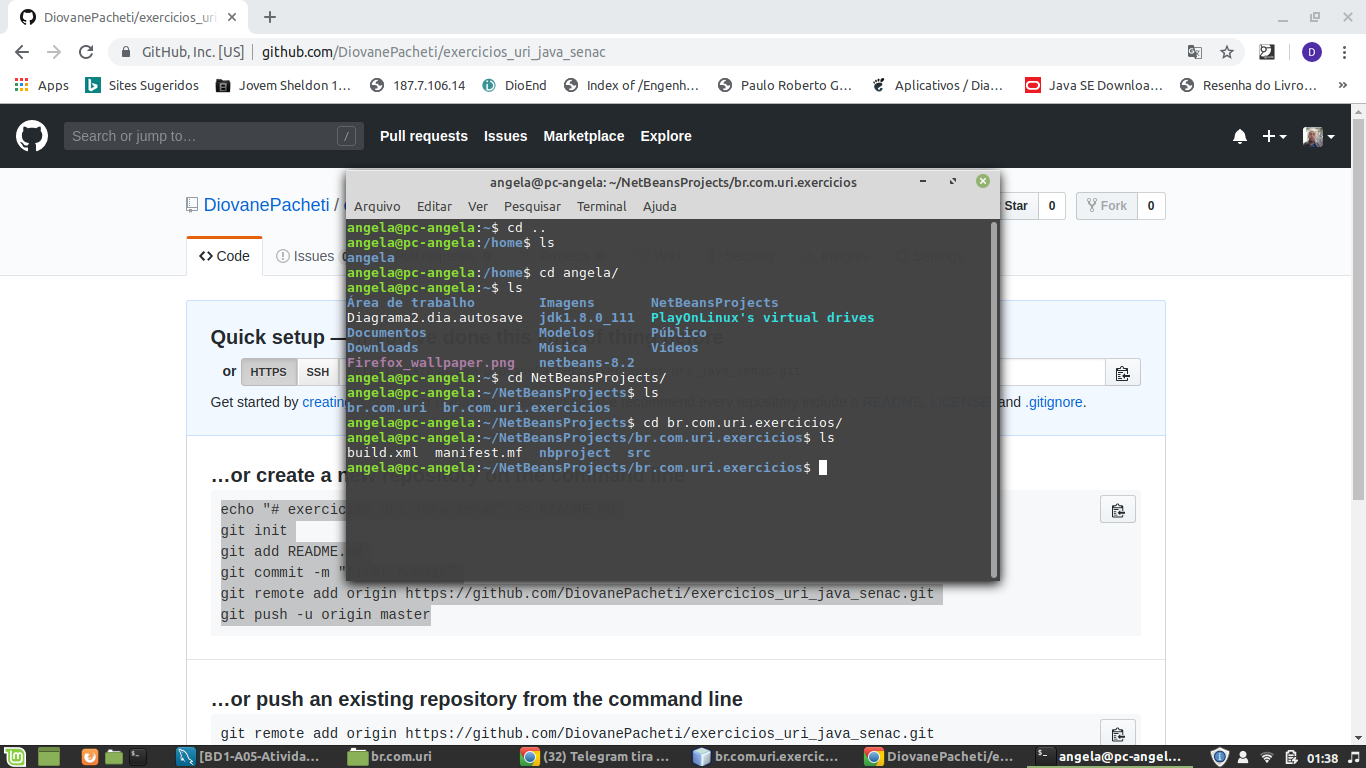 DiovanePacheti/exercicios_uri
GitHub, Inc. [US] | github.com/DiovanePacheti/exercicios_uri_java_senac
D
Apps Sites Sugeridos Jovem Sheldon 1… 187.7.106.14 DioEnd Index of /Engenh… Paulo Roberto G… Aplicativos / Dia… Java SE Downloa… Resenha do Livro… »
Search or jump to… /
Pull requests Issues Marketplace Explore
DiovanePacheti /
Star 0 Fork 0
Code Issues
Quick setup —
or HTTPS SSH
Get started by
and .gitignore.
…or create a new repository on the command line
echo "# exercic
git init
git add README.
git commit -m "
git remote add origin https://github.com/DiovanePacheti/exercicios_uri_java_senac.git
git push -u origin master
…or push an existing repository from the command line
git remote add origin https://github.com/DiovanePacheti/exercicios_uri_java_senac.git
angela@pc-angela: ~/NetBeansProjects/br.com.uri.exercicios
Arquivo Editar Ver Pesquisar Terminal Ajuda
angela@pc-angela:~$ cd ..
angela@pc-angela:/home$ ls
angela
angela@pc-angela:/home$ cd angela/
angela@pc-angela:~$ ls
Área de trabalho Imagens NetBeansProjects
Diagrama2.dia.autosave jdk1.8.0_111 PlayOnLinux's virtual drives
Documentos Modelos Público
Downloads Música Vídeos
Firefox_wallpaper.png netbeans-8.2
angela@pc-angela:~$ cd NetBeansProjects/
angela@pc-angela:~/NetBeansProjects$ ls
br.com.uri br.com.uri.exercicios
angela@pc-angela:~/NetBeansProjects$ cd br.com.uri.exercicios/
angela@pc-angela:~/NetBeansProjects/br.com.uri.exercicios$ ls
build.xml manifest.mf nbproject src
angela@pc-angela:~/NetBeansProjects/br.com.uri.exercicios$
[BD1-A05-Ativida… br.com.uri (32) Telegram tira … br.com.uri.exercic… DiovanePacheti/e… angela@pc-angel… 01:38